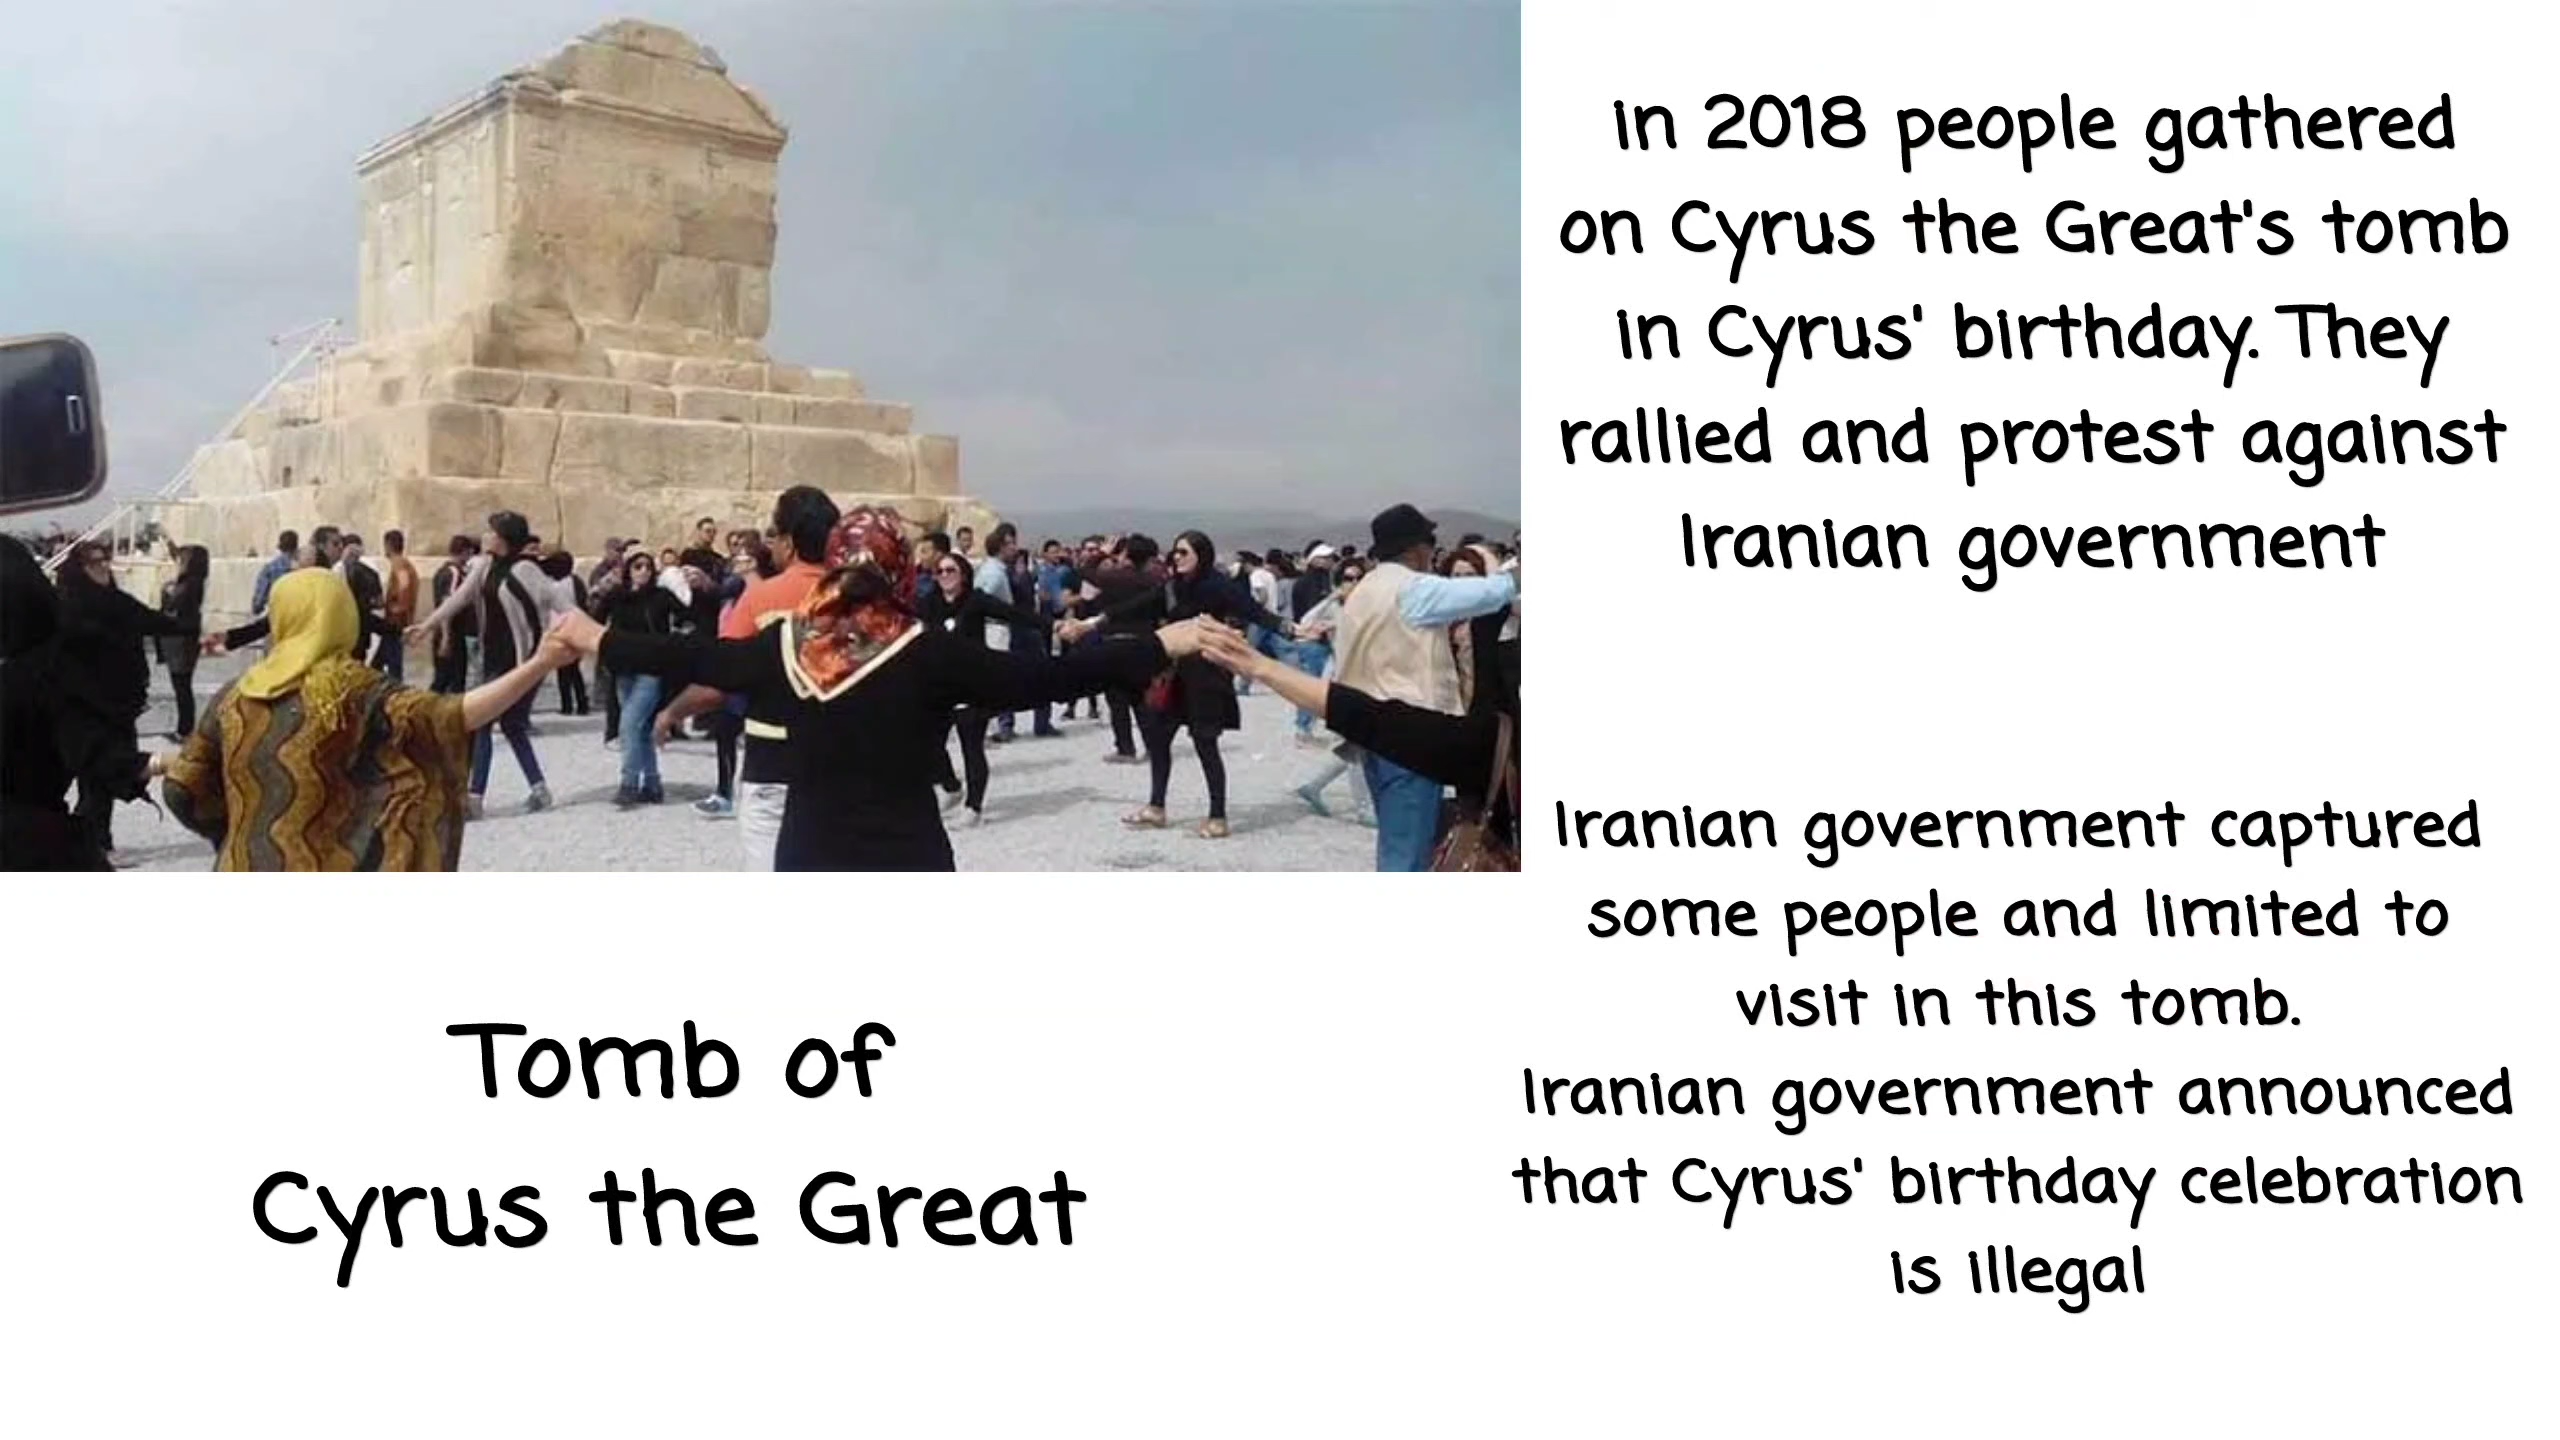 in 2018 people gathered
on Cyrus the Great's tomb
in Cyrus' birthday. They
rallied and protest against
Iranian government
Iranian government captured
some people and limited to
visit in this tomb.
Iranian government announced
that Cyrus' birthday celebration
is illegal
Tomb of
Cyrus the Great